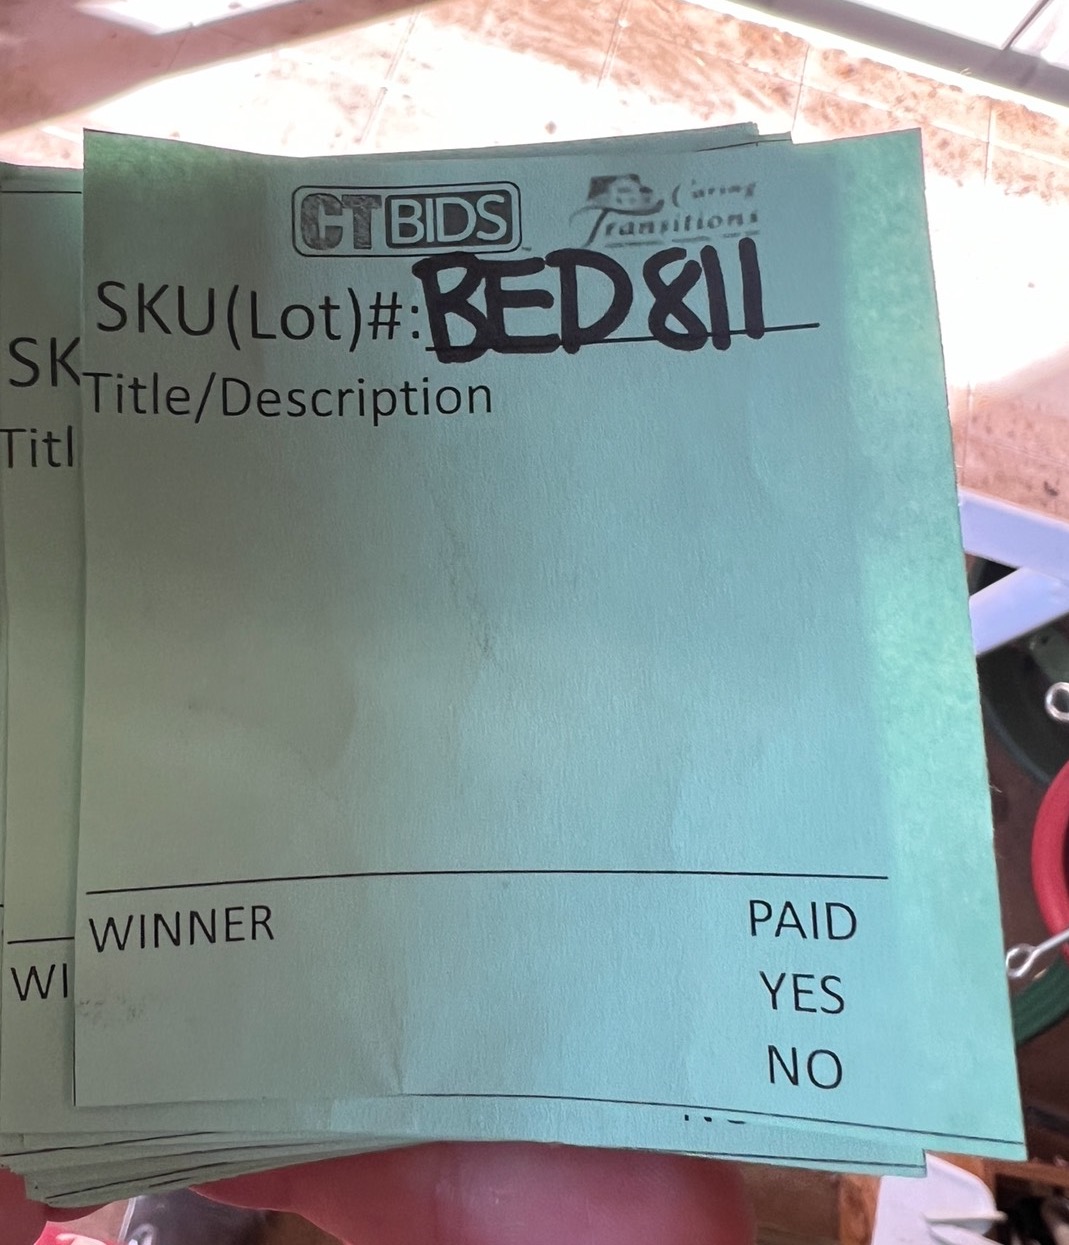 CTBIDS
Caring
Transitions
SKU(Lot)#: BED811
Title/Description
WINNER
PAID
YES
NO
SK
Titl
WI